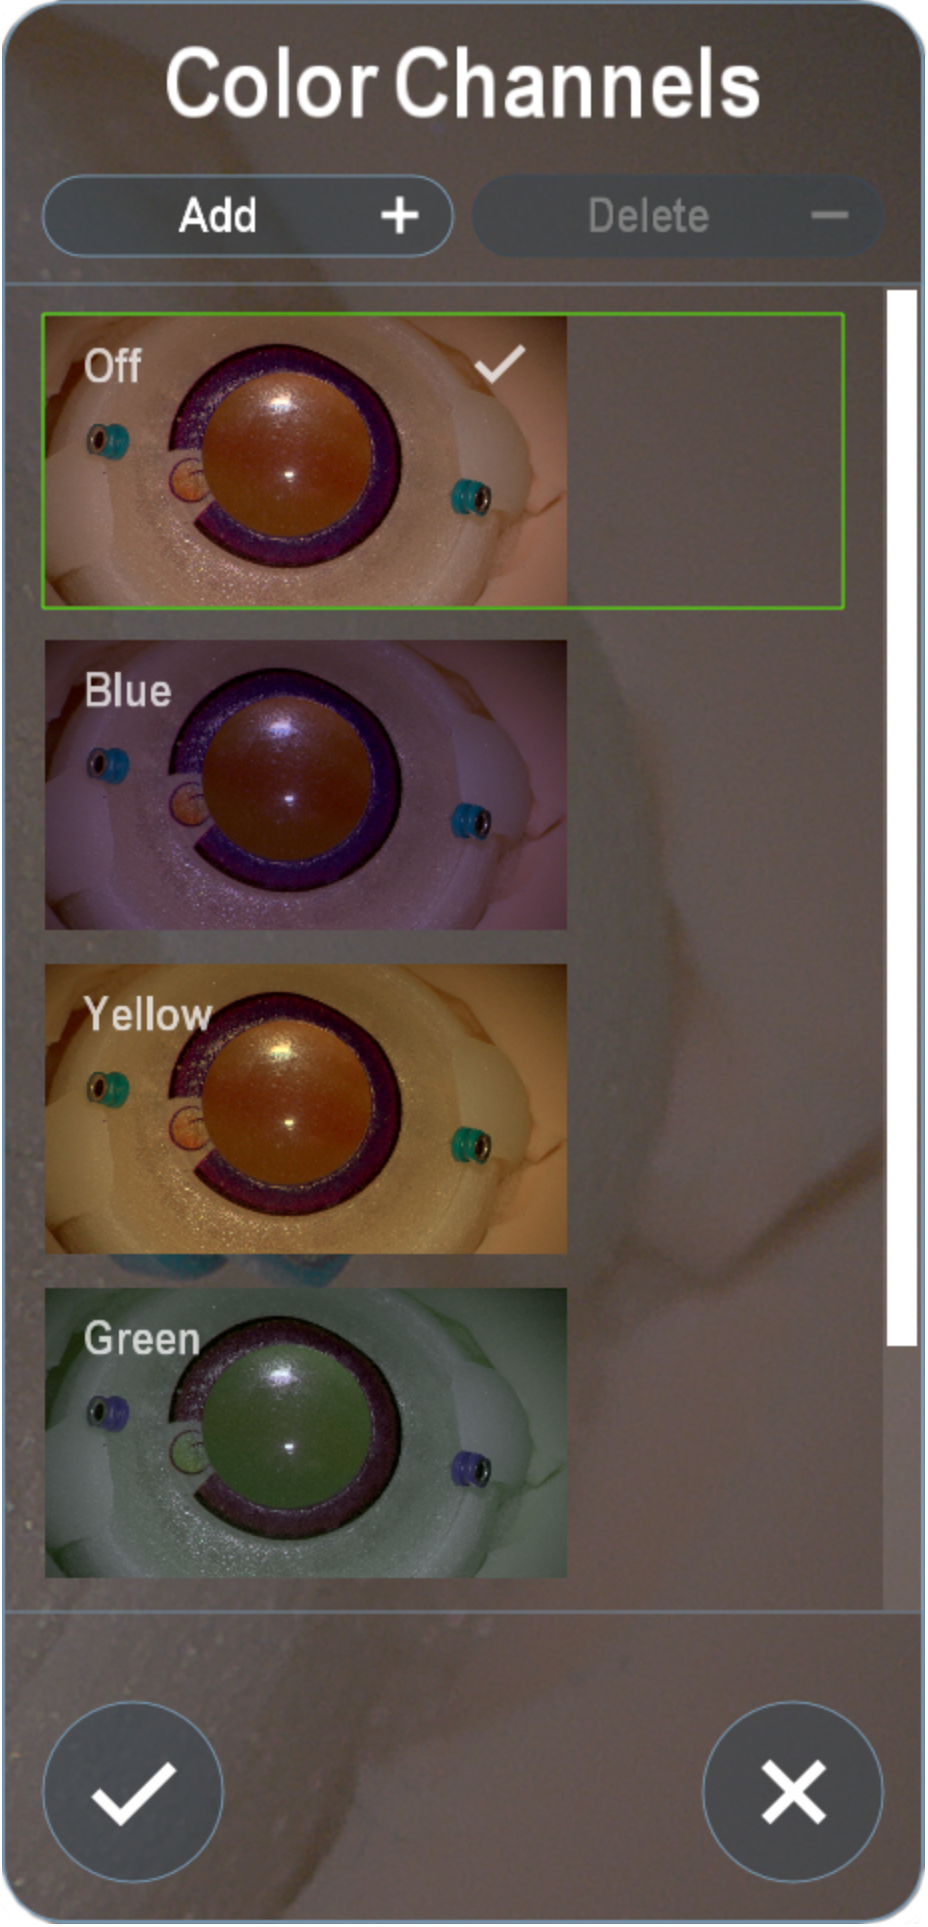 Color Channels
Add +
Delete −
Off
Blue
Yellow
Green